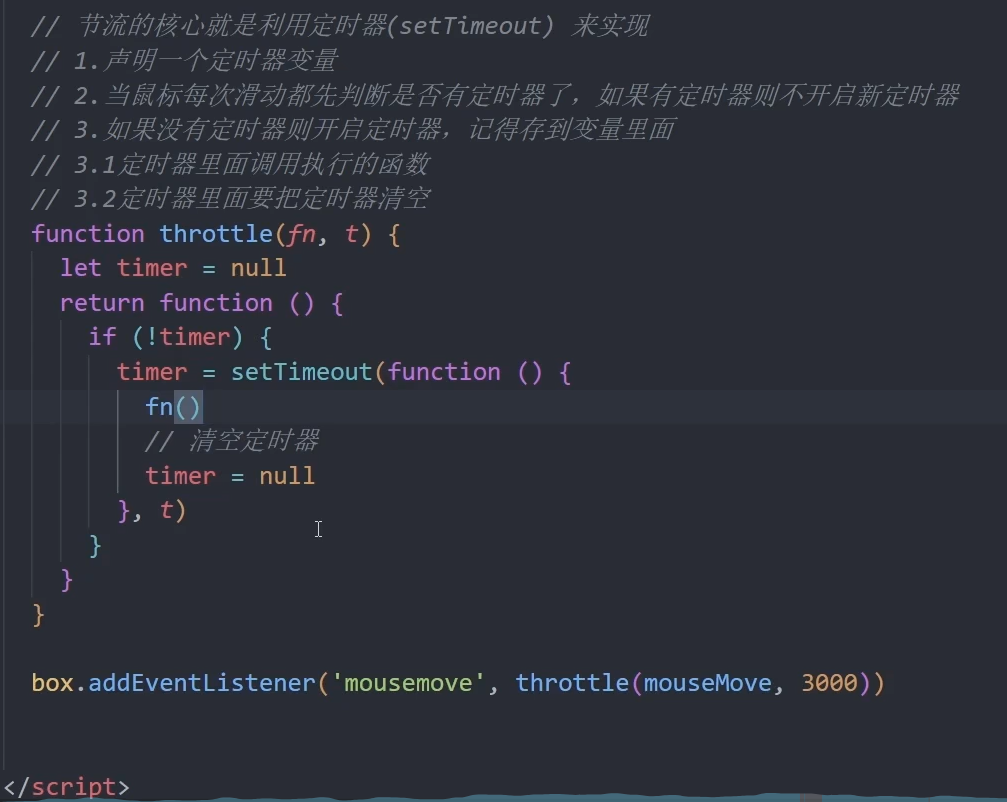 // 节流的核心就是利用定时器(setTimeout) 来实现
// 1.声明一个定时器变量
// 2.当鼠标每次滑动都先判断是否有定时器了，如果有定时器则不开启新定时器
// 3.如果没有定时器则开启定时器，记得存到变量里面
// 3.1定时器里面调用执行的函数
// 3.2定时器里面要把定时器清空
function throttle(fn, t) {
let timer = null
return function () {
if (!timer) {
timer = setTimeout(function () {
fn()
// 清空定时器
timer = null
}, t)
}
}
}
box.addEventListener('mousemove', throttle(mouseMove, 3000))
</script>